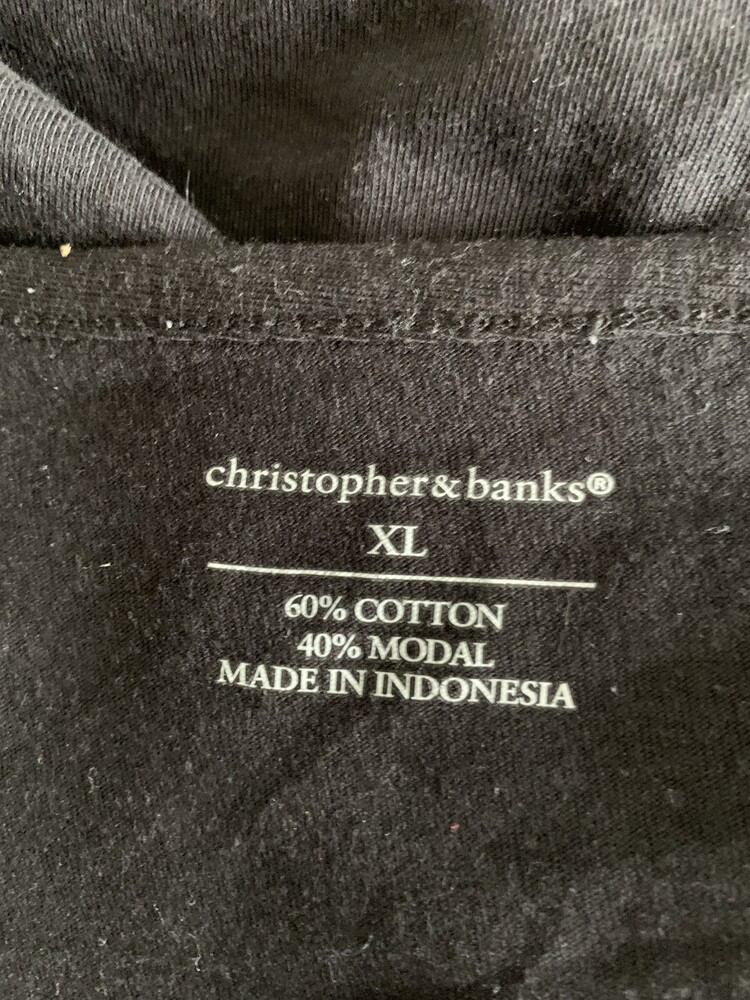 christopher&banks®
XL
60% COTTON
40% MODAL
MADE IN INDONESIA